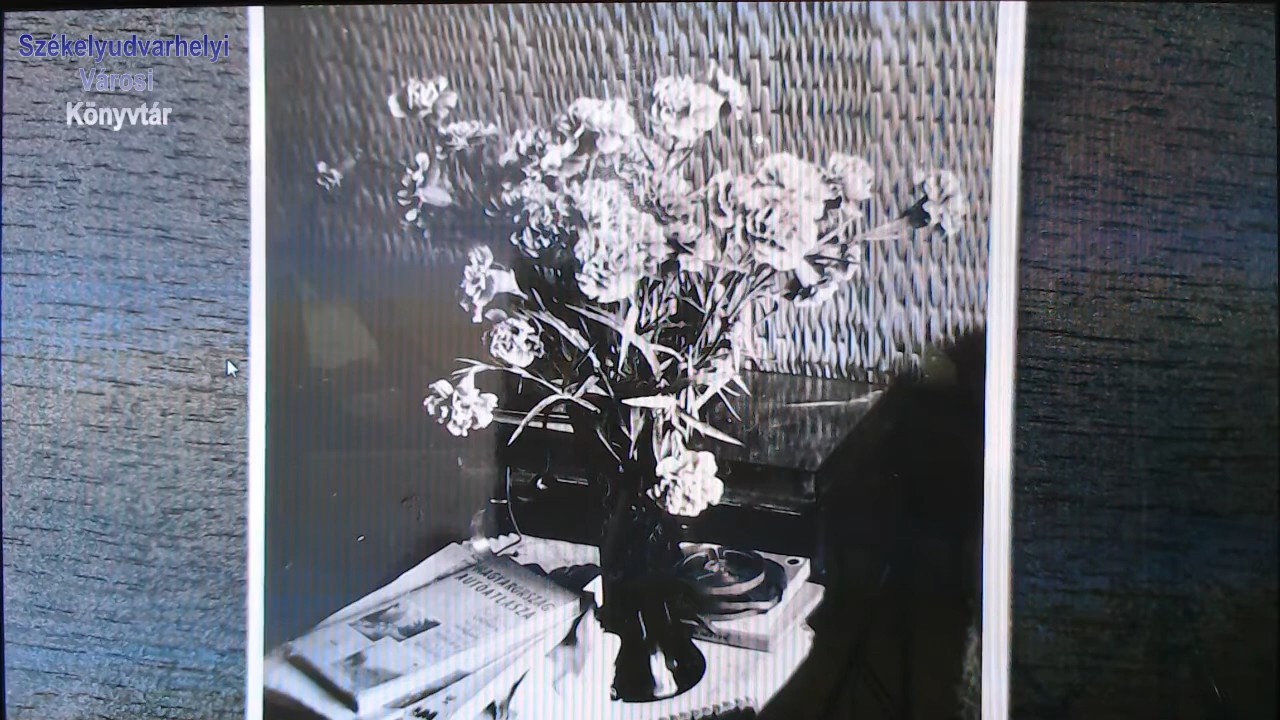 Székelyudvarhelyi
Városi
Könyvtár
MAGYARORSZÁG
AUTÓATLASZA